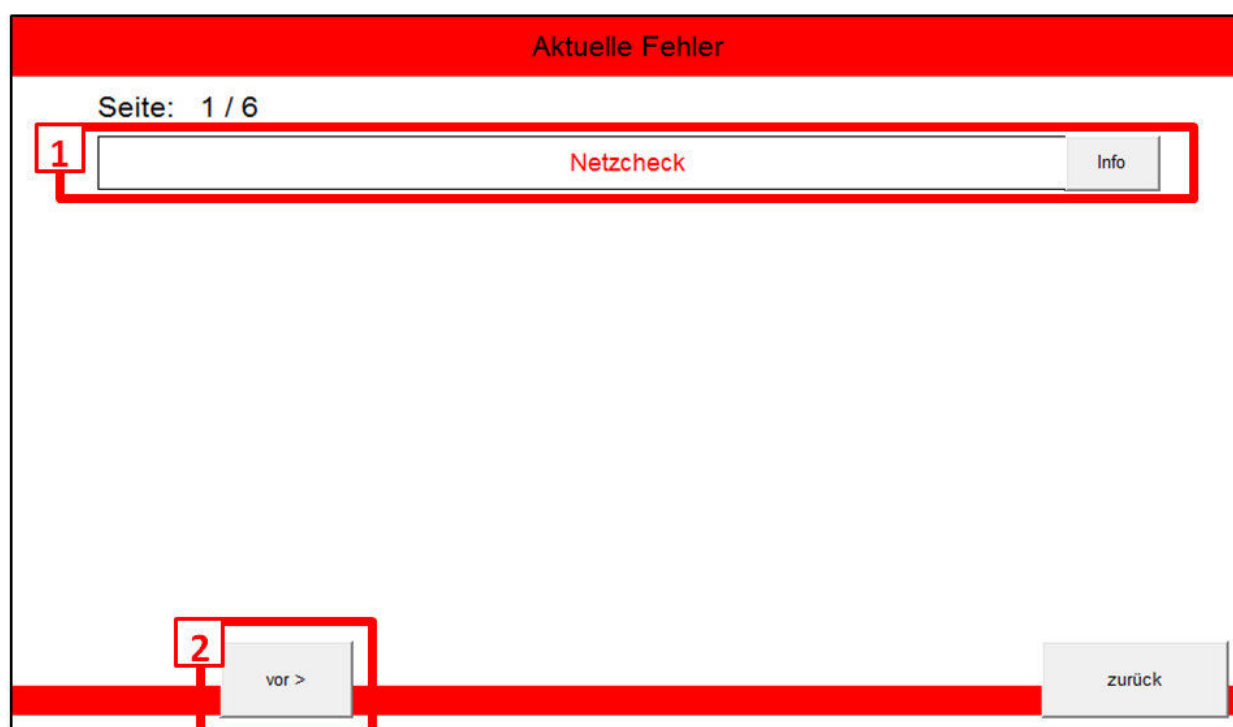 Aktuelle Fehler
Seite: 1 / 6
1
Netzcheck Info
2
vor > zurück